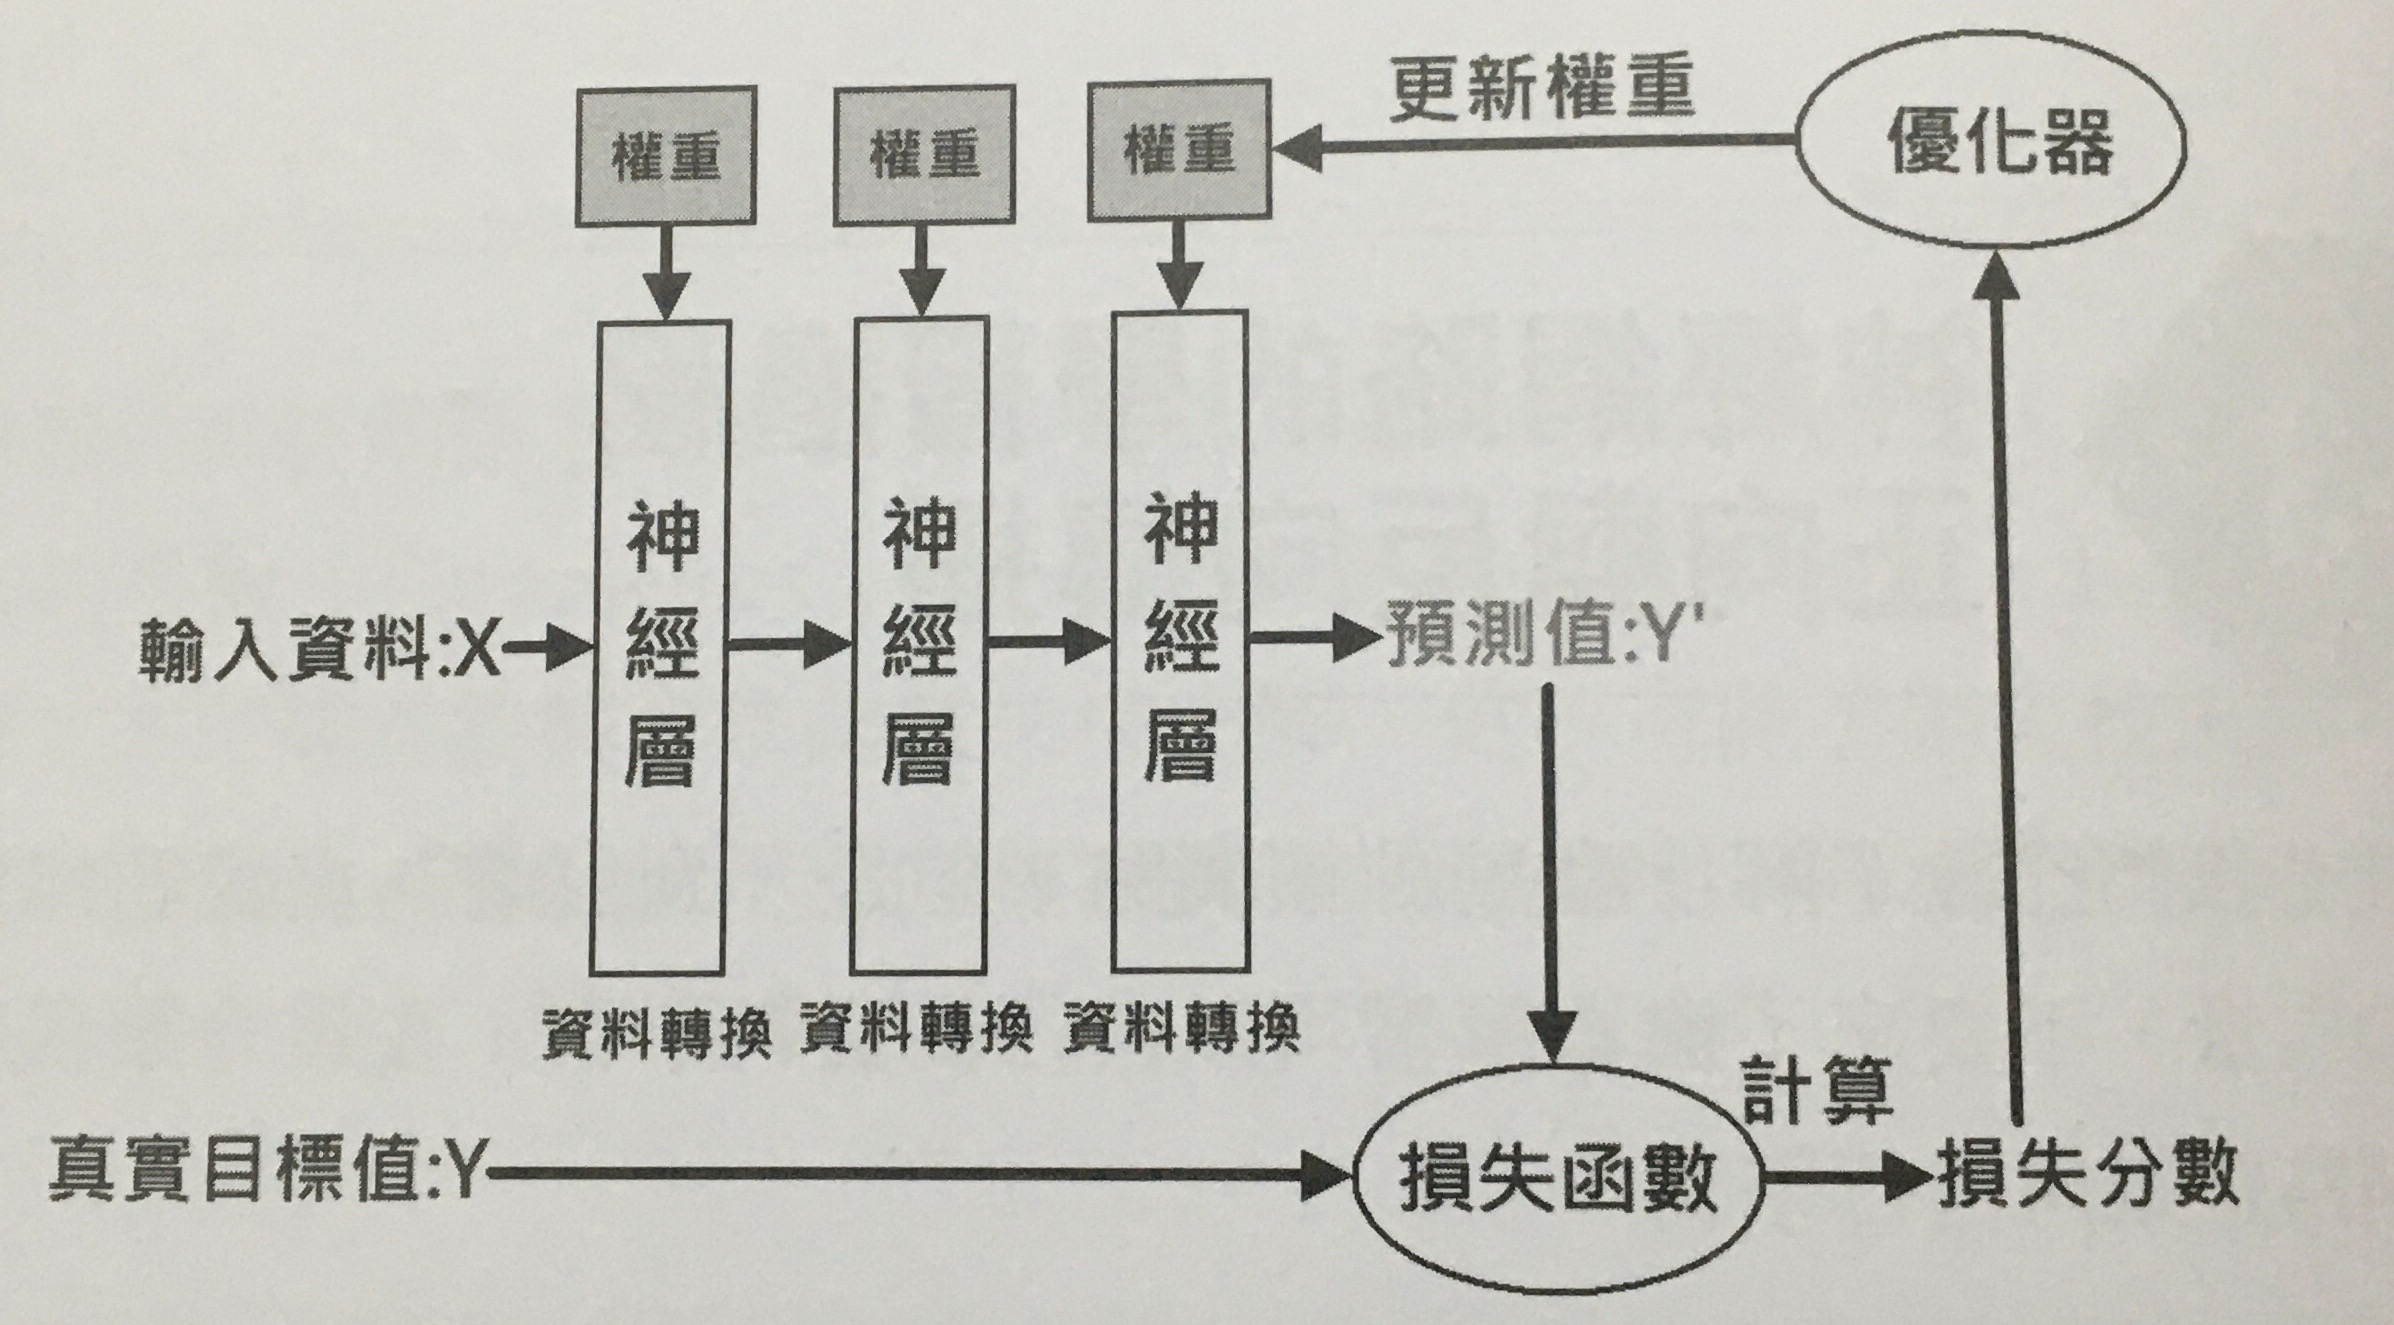 更新權重
優化器
權重
權重
權重
神經層
神經層
神經層
輸入資料:X
預測值:Y'
資料轉換
資料轉換
資料轉換
計算
真實目標值:Y
損失函數
損失分數